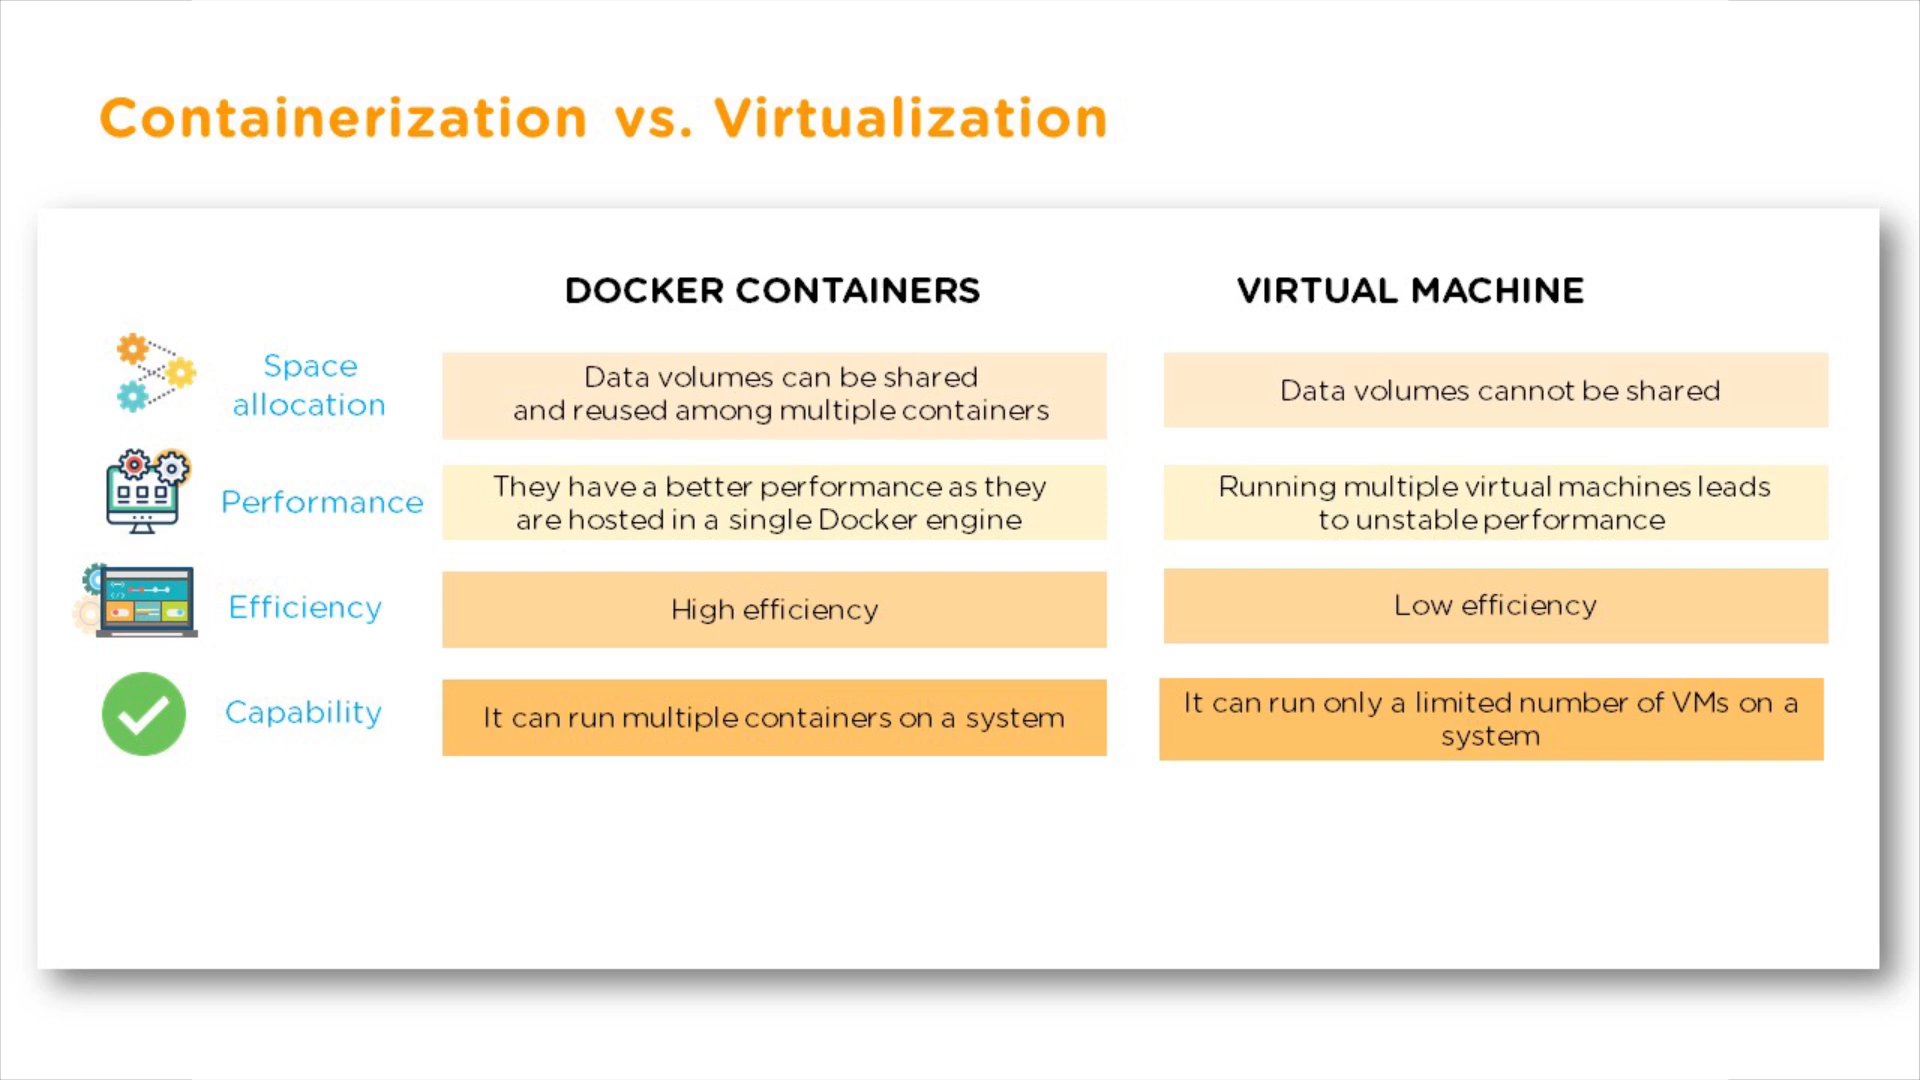 Containerization vs. Virtualization
DOCKER CONTAINERS
VIRTUAL MACHINE
Space
allocation
Data volumes can be shared
and reused among multiple containers
Data volumes cannot be shared
Performance
They have a better performance as they
are hosted in a single Docker engine
Running multiple virtual machines leads
to unstable performance
Efficiency
High efficiency
Low efficiency
Capability
It can run multiple containers on a system
It can run only a limited number of VMs on a
system